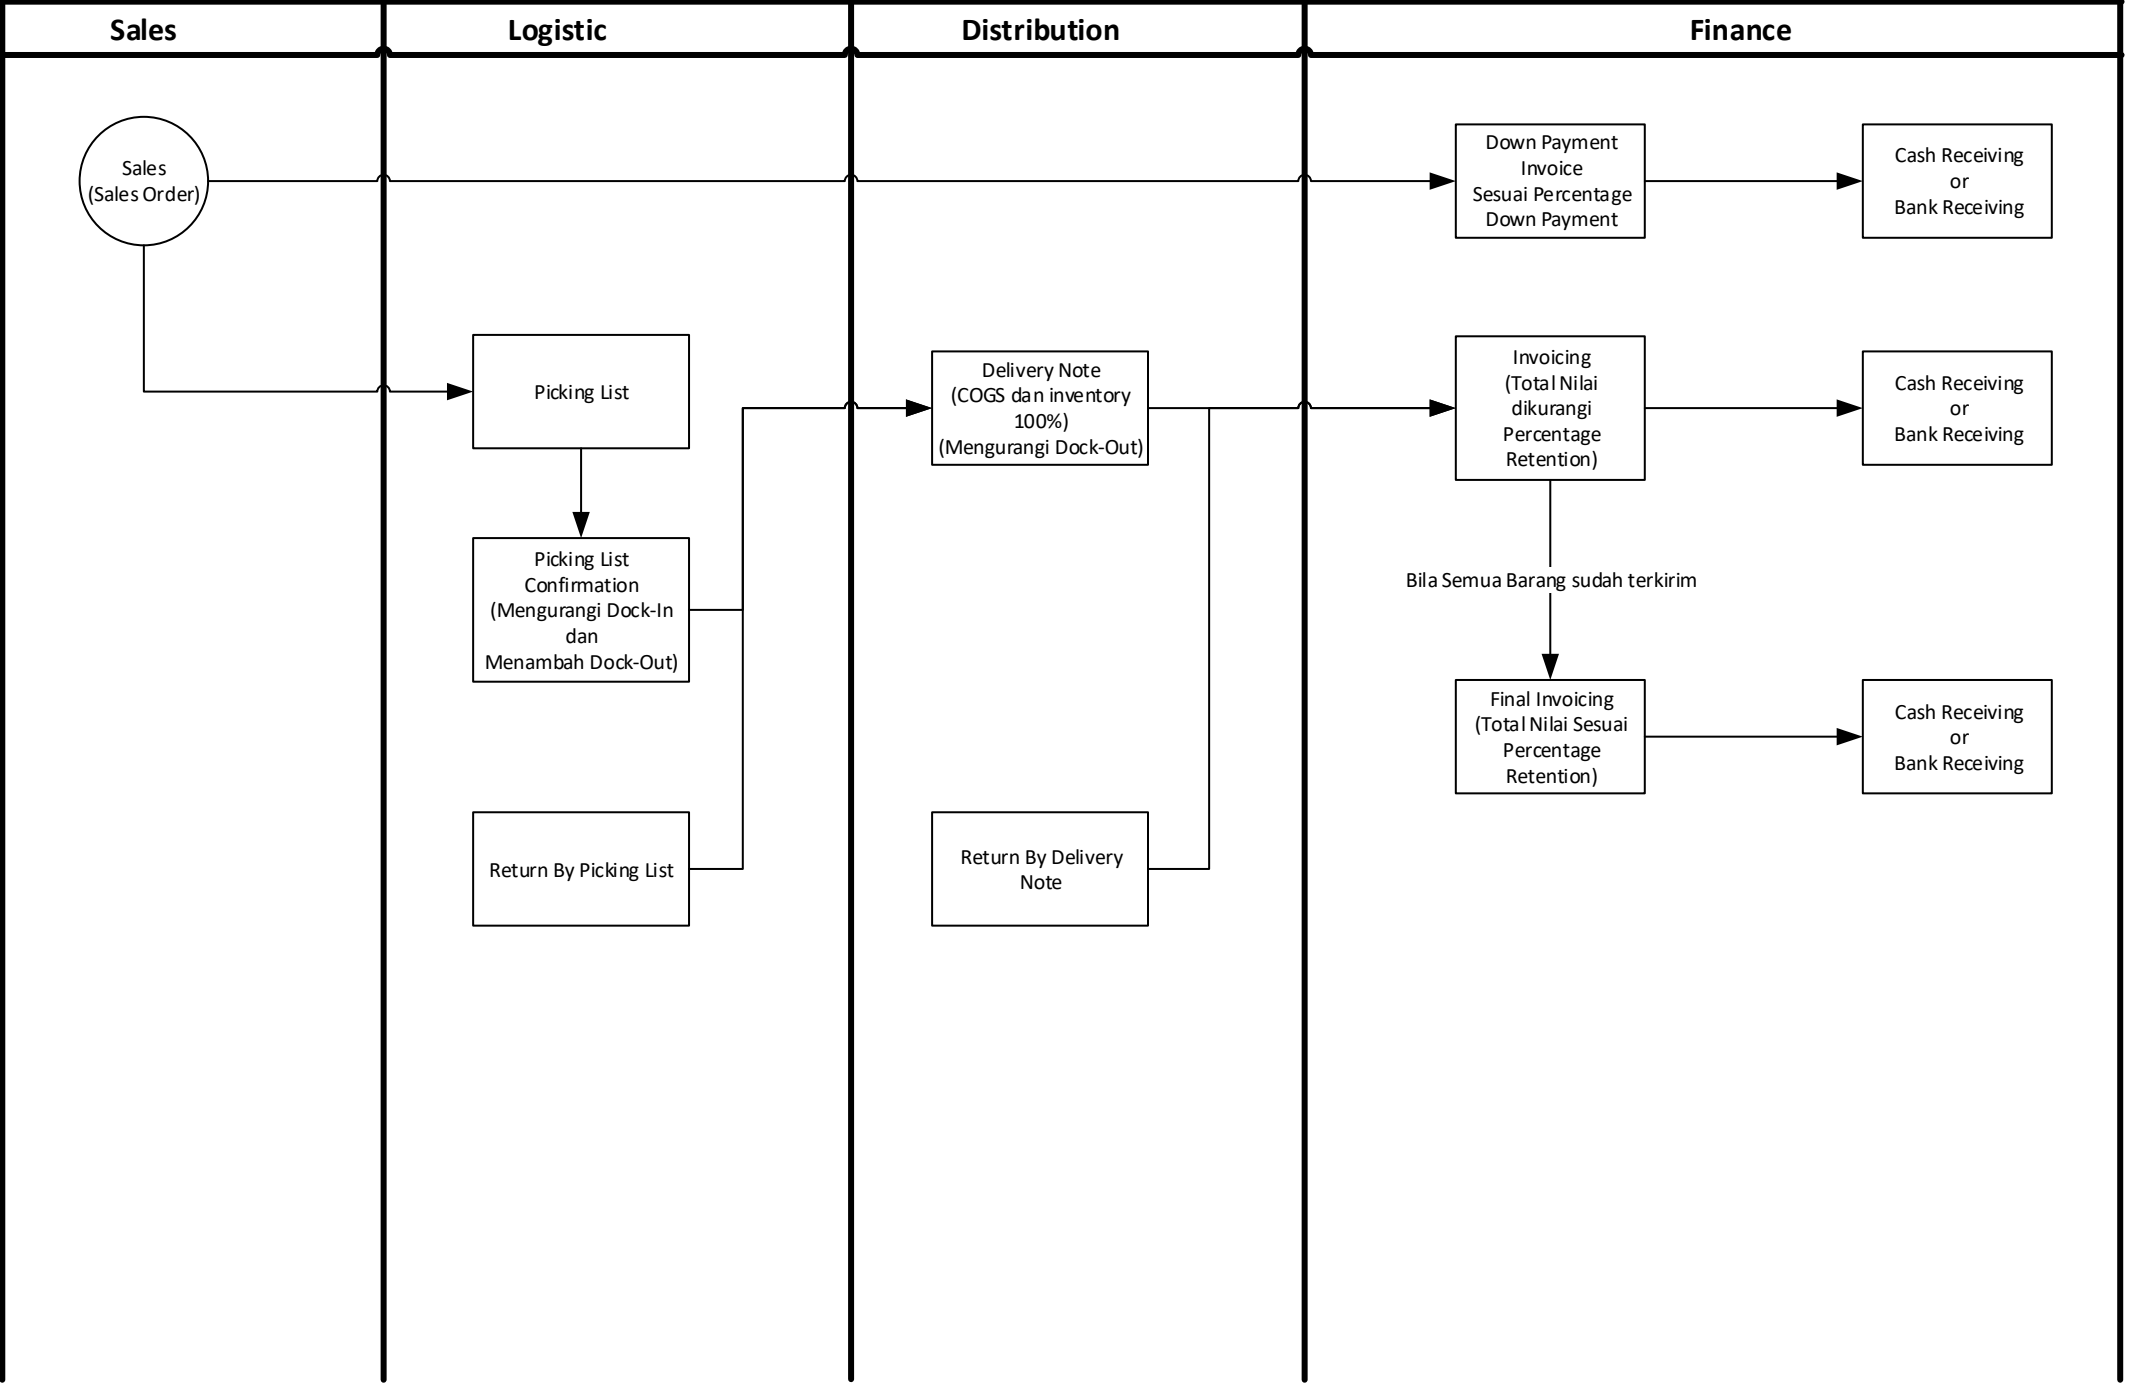 Sales
Logistic
Distribution
Finance
Sales
(Sales Order)
Down Payment
Invoice
Sesuai Percentage
Down Payment
Cash Receiving
or
Bank Receiving
Picking List
Delivery Note
(COGS dan inventory
100%)
(Mengurangi Dock-Out)
Invoicing
(Total Nilai
dikurangi
Percentage
Retention)
Cash Receiving
or
Bank Receiving
Picking List
Confirmation
(Mengurangi Dock-In
dan
Menambah Dock-Out)
Bila Semua Barang sudah terkirim
Final Invoicing
(Total Nilai Sesuai
Percentage
Retention)
Cash Receiving
or
Bank Receiving
Return By Picking List
Return By Delivery
Note